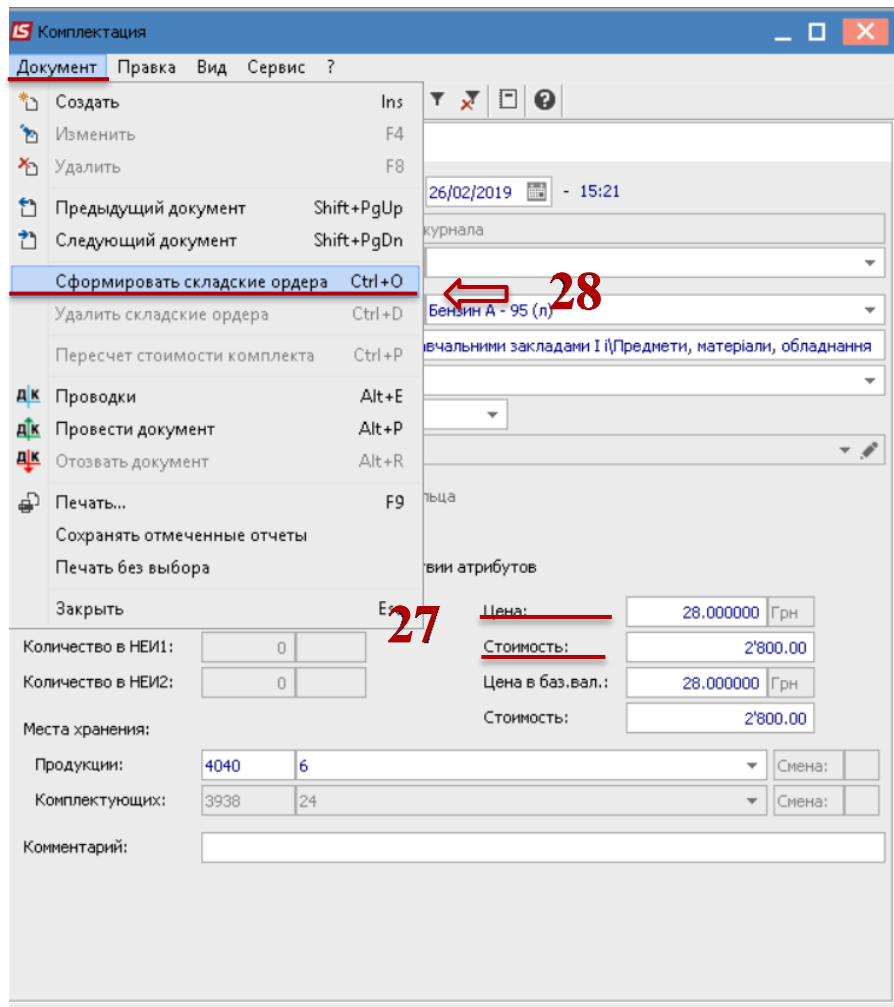 IS Комплектация
Документ Правка Вид Сервис ?
Создать Ins
Изменить F4
Удалить F8
26/02/2019 - 15:21
Предыдущий документ Shift+PgUp
журнала
Следующий документ Shift+PgDn
Сформировать складские ордера Ctrl+O
28
Удалить складские ордера Ctrl+D
Бензин А - 95 (л)
вчальними закладами І і\Предмети, матеріали, обладнання
Пересчет стоимости комплекта Ctrl+P
ДК Проводки Alt+E
ДК Провести документ Alt+P
ДК Отозвать документ Alt+R
Печать... F9
льца
Сохранять отмеченные отчеты
Печать без выбора
твии атрибутов
Закрыть Es
27
Цена: 28.000000 Грн
Количество в НЕИ1: 0 Стоимость: 2'800.00
Количество в НЕИ2: 0 Цена в баз.вал.: 28.000000 Грн
Стоимость: 2'800.00
Места хранения:
Продукции: 4040 6 Смена:
Комплектующих: 3938 24 Смена:
Комментарий: